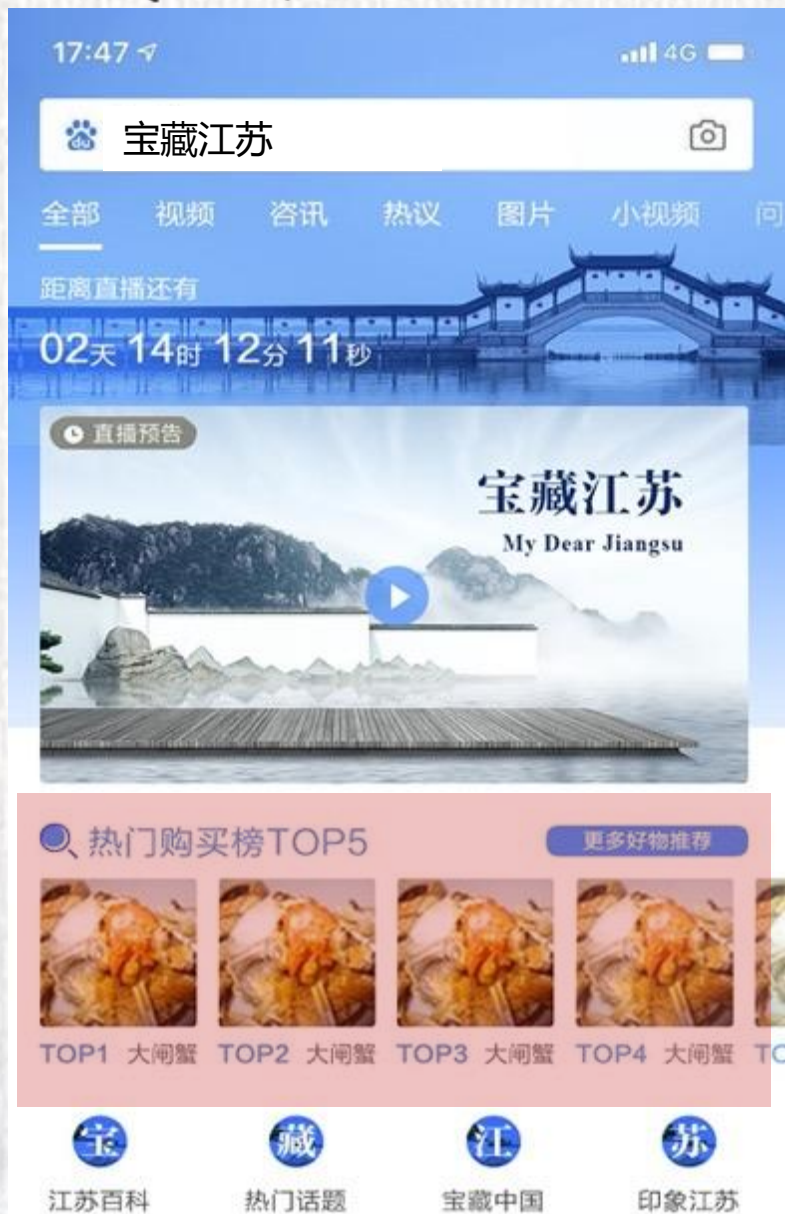 17:47 4G
du 宝藏江苏
全部 视频 咨讯 热议 图片 小视频 问
距离直播还有
02天 14时 12分 11秒
直播预告
宝藏江苏
My Dear Jiangsu
热门购买榜TOP5 更多好物推荐
TOP1 大闸蟹 TOP2 大闸蟹 TOP3 大闸蟹 TOP4 大闸蟹 TO
宝 藏 江 苏
江苏百科 热门话题 宝藏中国 印象江苏